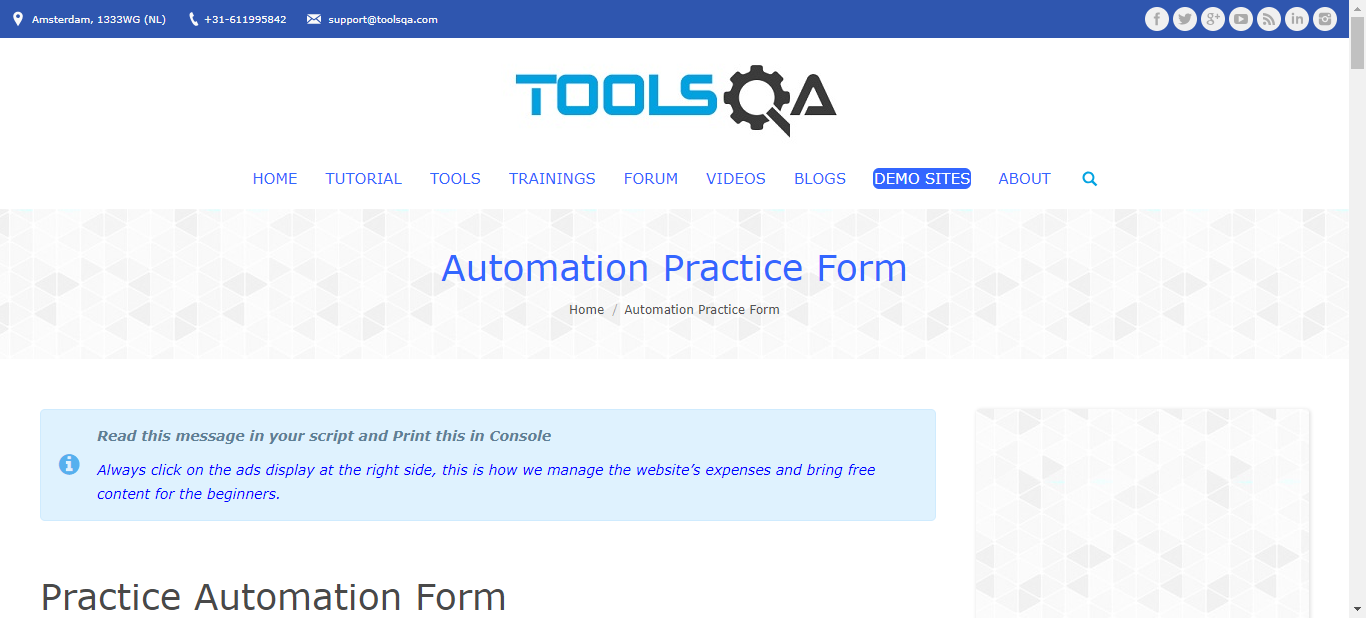 Amsterdam, 1333WG (NL) +31-611995842 support@toolsqa.com
TOOLSQA
HOME TUTORIAL TOOLS TRAININGS FORUM VIDEOS BLOGS DEMO SITES ABOUT
Automation Practice Form
Home / Automation Practice Form
Read this message in your script and Print this in Console
Always click on the ads display at the right side, this is how we manage the website’s expenses and bring free
content for the beginners.
Practice Automation Form